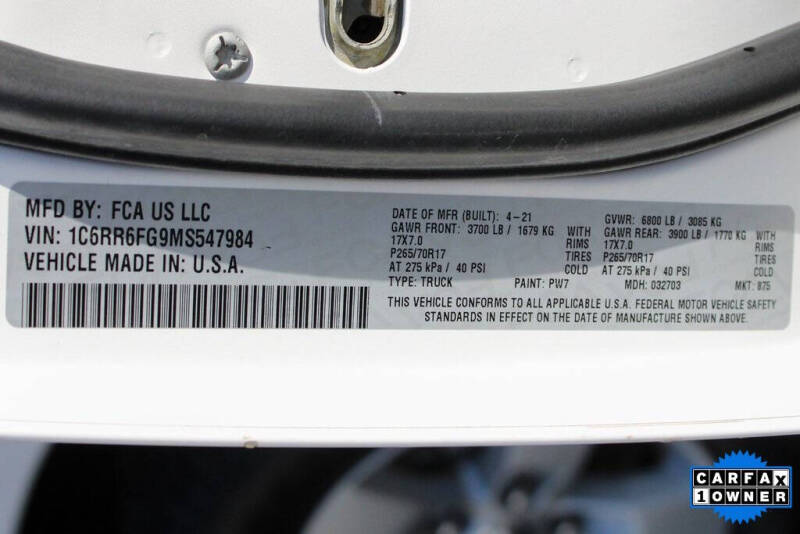 MFD BY: FCA US LLC
VIN: 1C6RR6FG9MS547984
VEHICLE MADE IN: U.S.A.
DATE OF MFR (BUILT): 4-21 GVWR: 6800 LB / 3085 KG
GAWR FRONT: 3700 LB / 1679 KG WITH GAWR REAR: 3900 LB / 1770 KG WITH
17X7.0 RIMS 17X7.0 RIMS
P265/70R17 TIRES P265/70R17 TIRES
AT 275 kPa / 40 PSI COLD AT 275 kPa / 40 PSI COLD
TYPE: TRUCK PAINT: PW7 MDH: 032703 MKT: 875
THIS VEHICLE CONFORMS TO ALL APPLICABLE U.S.A. FEDERAL MOTOR VEHICLE SAFETY
STANDARDS IN EFFECT ON THE DATE OF MANUFACTURE SHOWN ABOVE.
CARFAX
1 OWNER